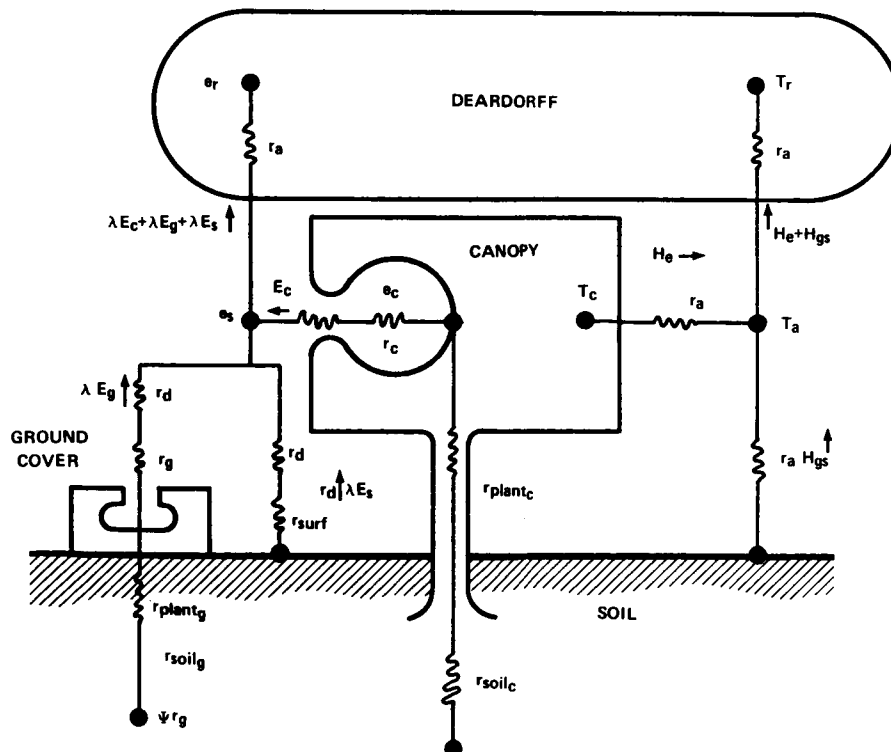 e_r
T_r
DEARDORFF
r_a
r_a
λE_c+λE_g+λE_s
H_e+H_gs
CANOPY
H_e
E_c
e_c
T_c
r_a
e_s
T_a
r_c
λ E_g
r_d
GROUND
COVER
r_g
r_d
r_d
λE_s
r_a
H_gs
r_plant_c
r_surf
r_plant_g
SOIL
r_soil_g
r_soil_c
Ψr_g